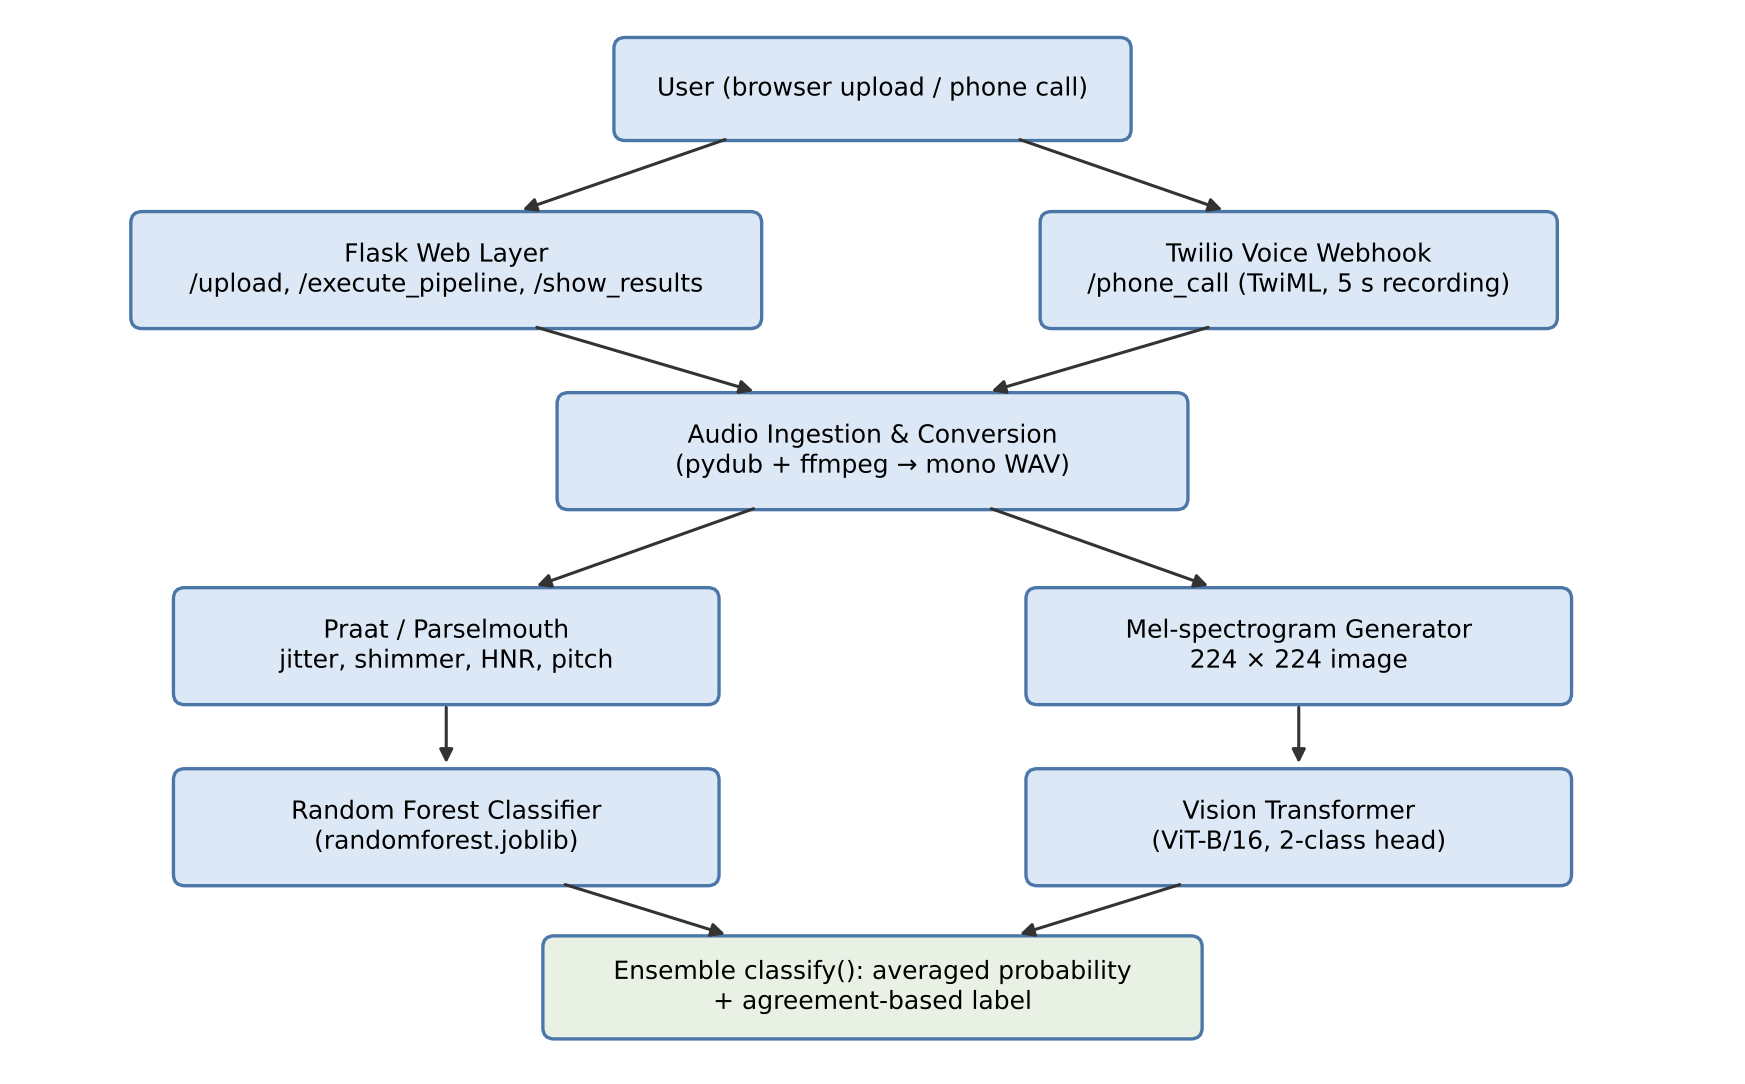 User (browser upload / phone call)
Flask Web Layer
/upload, /execute_pipeline, /show_results
Twilio Voice Webhook
/phone_call (TwiML, 5 s recording)
Audio Ingestion & Conversion
(pydub + ffmpeg → mono WAV)
Praat / Parselmouth
jitter, shimmer, HNR, pitch
Mel-spectrogram Generator
224 × 224 image
Random Forest Classifier
(randomforest.joblib)
Vision Transformer
(ViT-B/16, 2-class head)
Ensemble classify(): averaged probability
+ agreement-based label